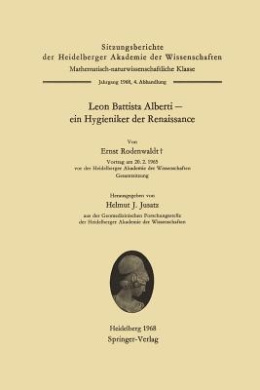 Sitzungsberichte
der Heidelberger Akademie der Wissenschaften
Mathematisch-naturwissenschaftliche Klasse
Jahrgang 1968, 4. Abhandlung
Leon Battista Alberti —
ein Hygieniker der Renaissance
Von
Ernst Rodenwaldt †
Vortrag am 20. 2. 1965
vor der Heidelberger Akademie der Wissenschaften
Gesamtsitzung
Herausgegeben von
Helmut J. Jusatz
aus der Geomedizinischen Forschungsstelle
der Heidelberger Akademie der Wissenschaften
Heidelberg 1968
Springer-Verlag